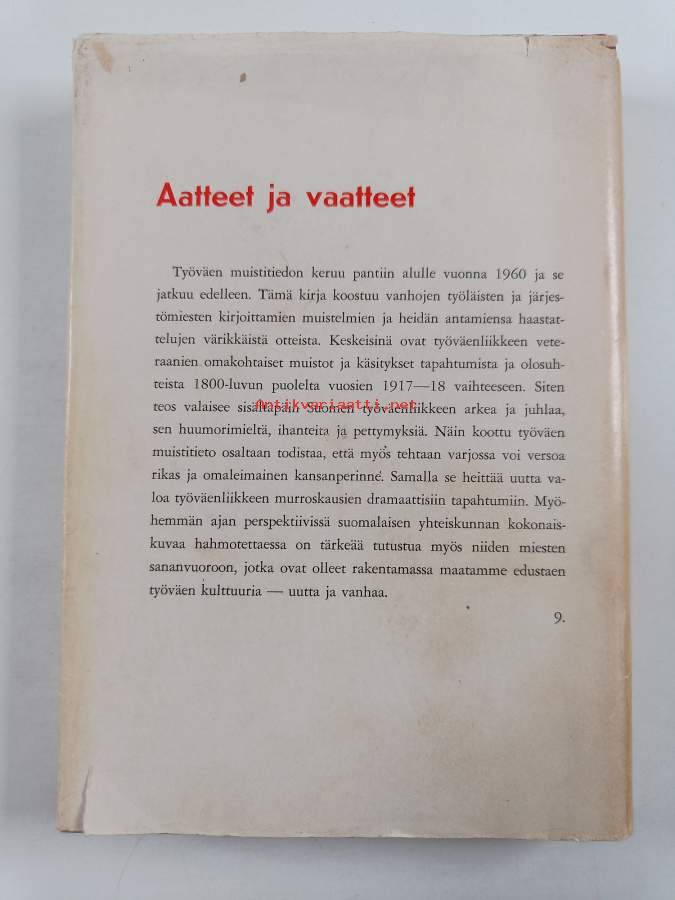 Aatteet ja vaatteet
Työväen muistitiedon keruu pantiin alulle vuonna 1960 ja se
jatkuu edelleen. Tämä kirja koostuu vanhojen työläisten ja järjes-
tömiesten kirjoittamien muistelmien ja heidän antamiensa haastat-
telujen värikkäistä otteista. Keskeisinä ovat työväenliikkeen vete-
raanien omakohtaiset muistot ja käsitykset tapahtumista ja olosuh-
teista 1800-luvun puolelta vuosien 1917—18 vaihteeseen. Siten
teos valaisee sisältäpäin Suomen työväenliikkeen arkea ja juhlaa,
Antikvariaatti.net
sen huumorimieltä, ihanteita ja pettymyksiä. Näin koottu työväen
muistitieto osaltaan todistaa, että myös tehtaan varjossa voi versoa
rikas ja omaleimainen kansanperinne. Samalla se heittää uutta va-
loa työväenliikkeen murroskausien dramaattisiin tapahtumiin. Myö-
hemmän ajan perspektiivissä suomalaisen yhteiskunnan kokonais-
kuvaa hahmotettaessa on tärkeää tutustua myös niiden miesten
sananvuoroon, jotka ovat olleet rakentamassa maatamme edustaen
työväen kulttuuria — uutta ja vanhaa.
9.